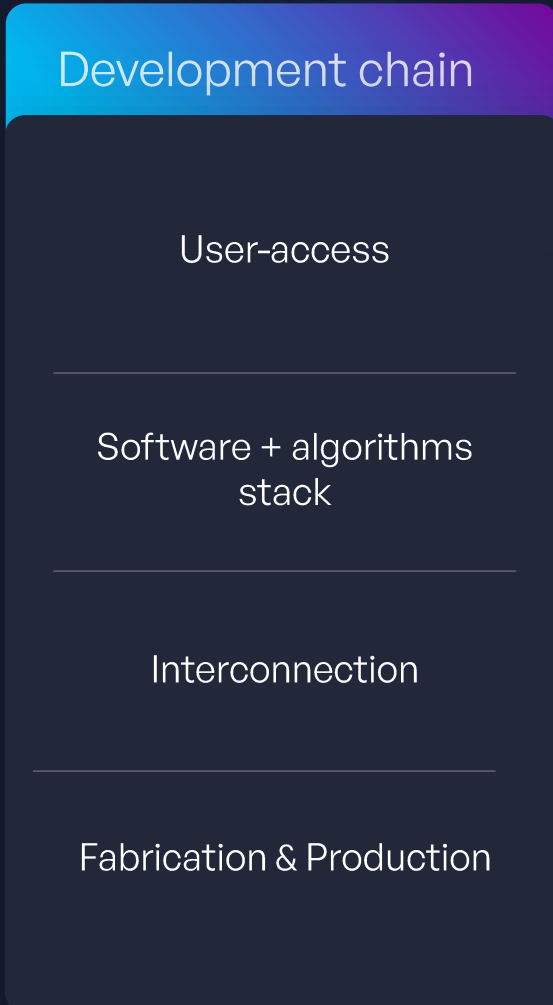 Development chain
User-access
Software + algorithms
stack
Interconnection
Fabrication & Production